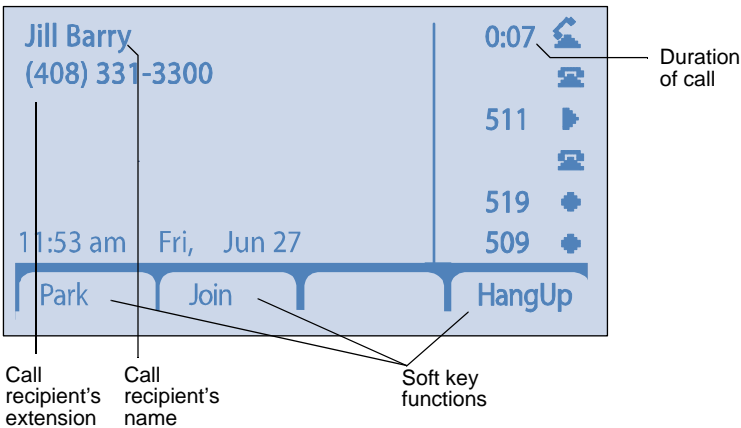 Jill Barry
0:07
(408) 331-3300
Duration
of call
511
519
11:53 am Fri, Jun 27
509
Park
Join
HangUp
Call
recipient's
extension
Call
recipient's
name
Soft key
functions